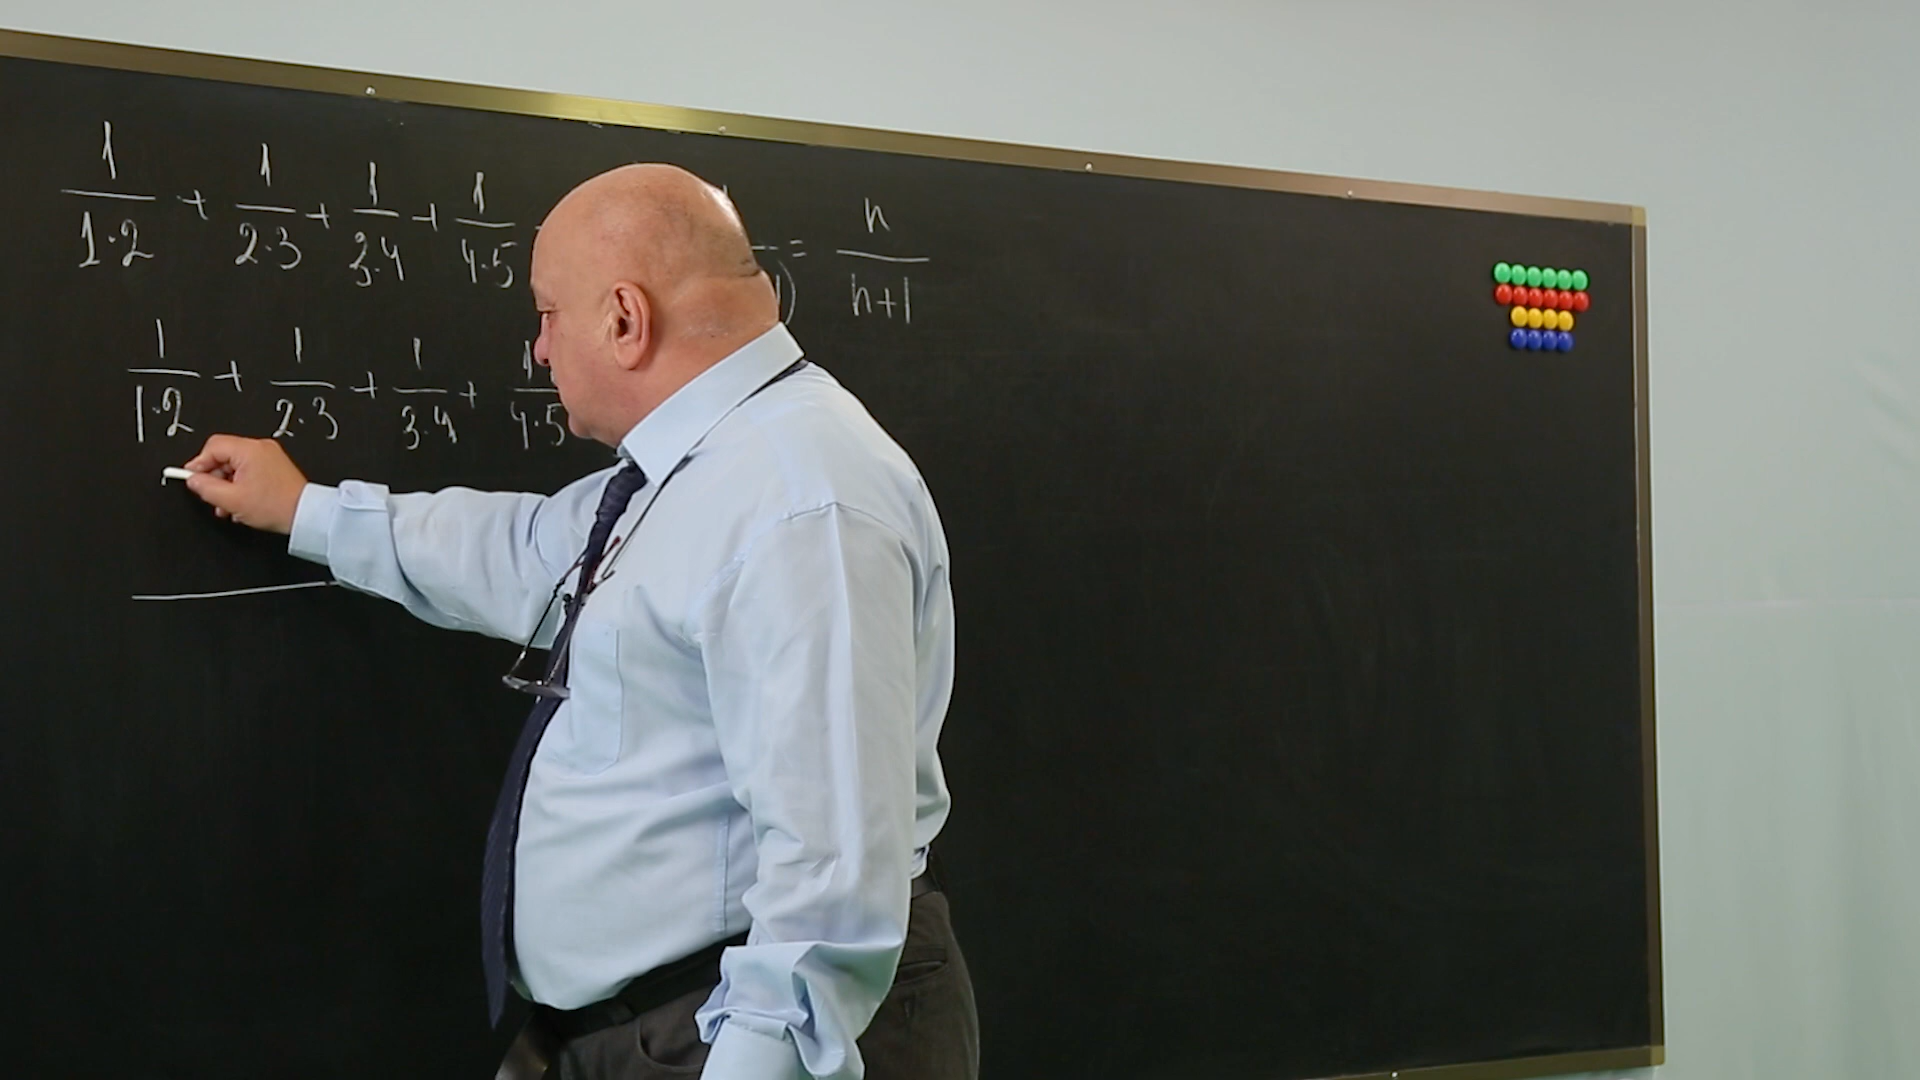 1/1·2 + 1/2·3 + 1/3·4 + 1/4·5 = n/n+1
1/1·2 + 1/2·3 + 1/3·4 + 1/4·5